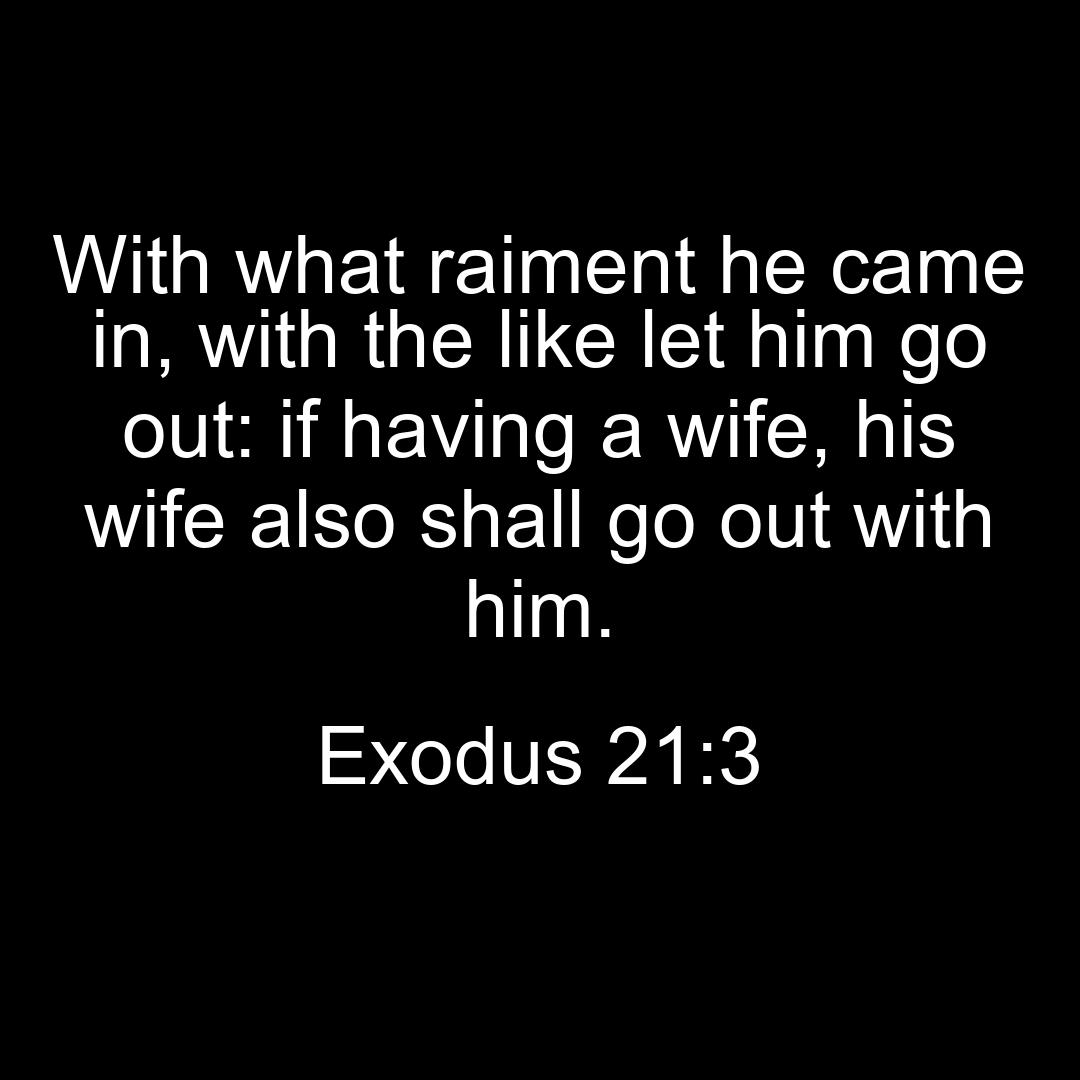 With what raiment he came
in, with the like let him go
out: if having a wife, his
wife also shall go out with
him.
Exodus 21:3